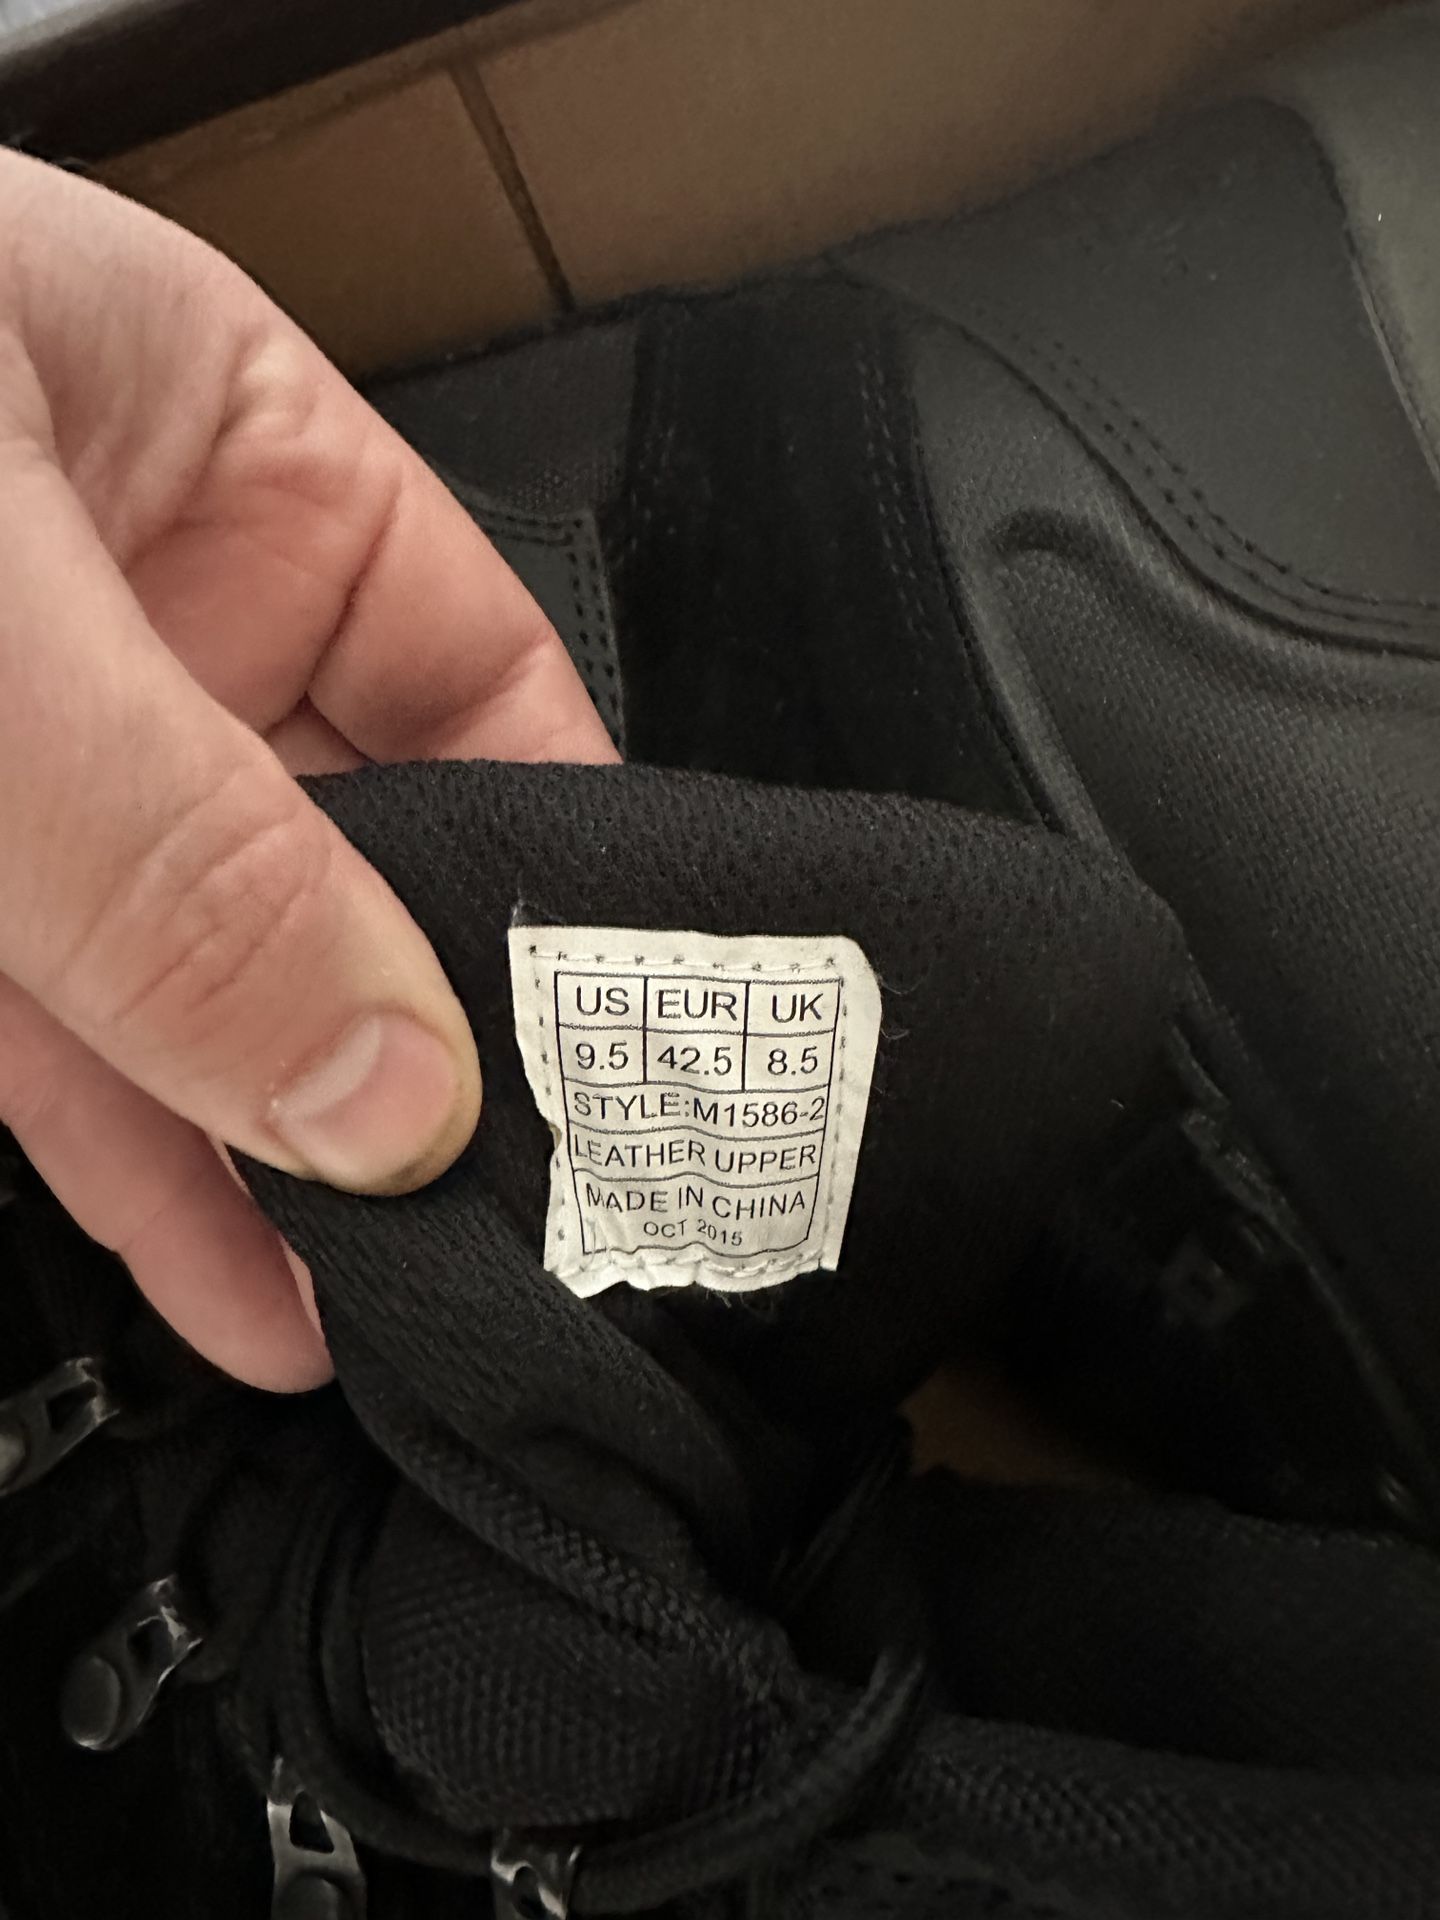 US EUR UK
9.5 42.5 8.5
STYLE:M1586-2
LEATHER UPPER
MADE IN CHINA
OCT 2015